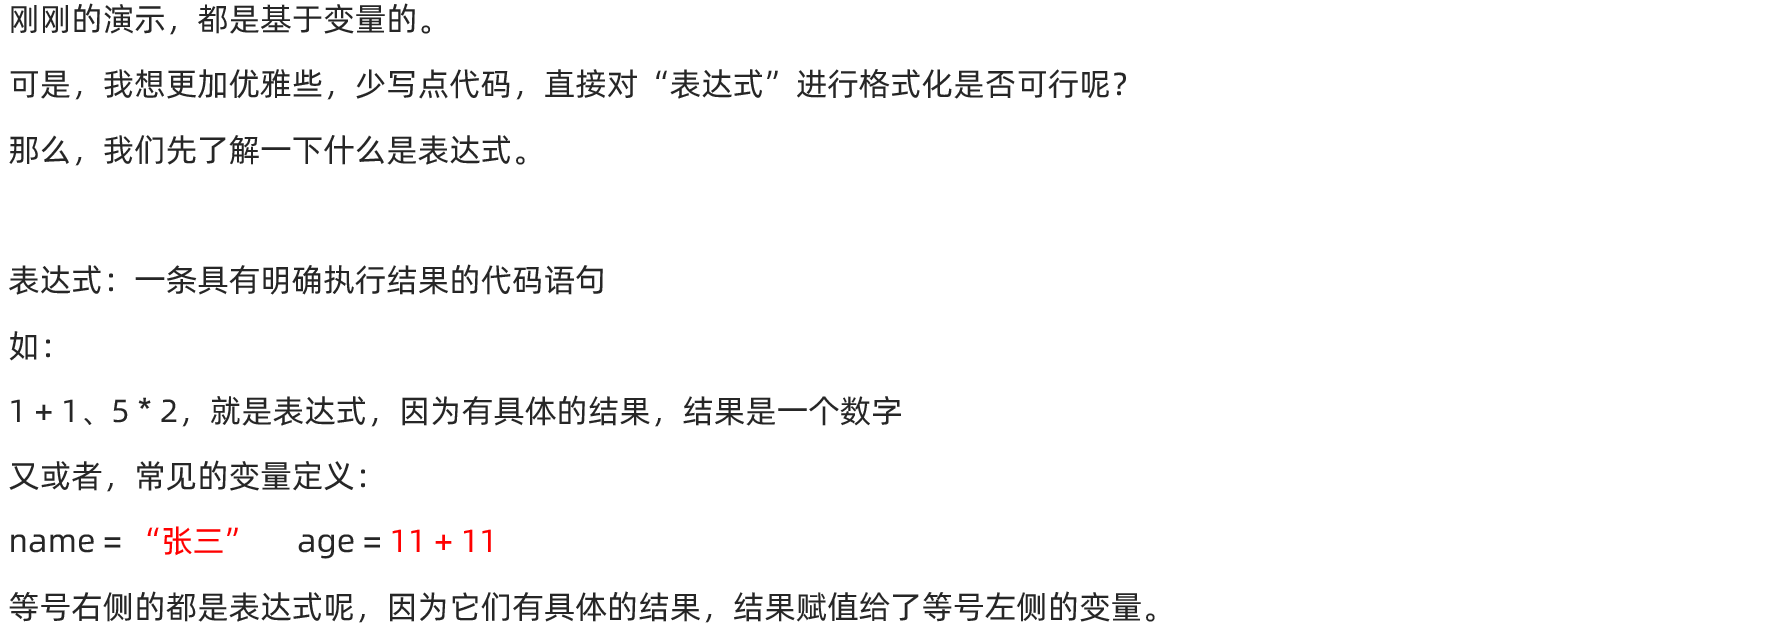 刚刚的演示，都是基于变量的。
可是，我想更加优雅些，少写点代码，直接对“表达式”进行格式化是否可行呢？
那么，我们先了解一下什么是表达式。
表达式：一条具有明确执行结果的代码语句
如：
1 + 1、5 * 2，就是表达式，因为有具体的结果，结果是一个数字
又或者，常见的变量定义：
name = “张三” age = 11 + 11
等号右侧的都是表达式呢，因为它们有具体的结果，结果赋值给了等号左侧的变量。